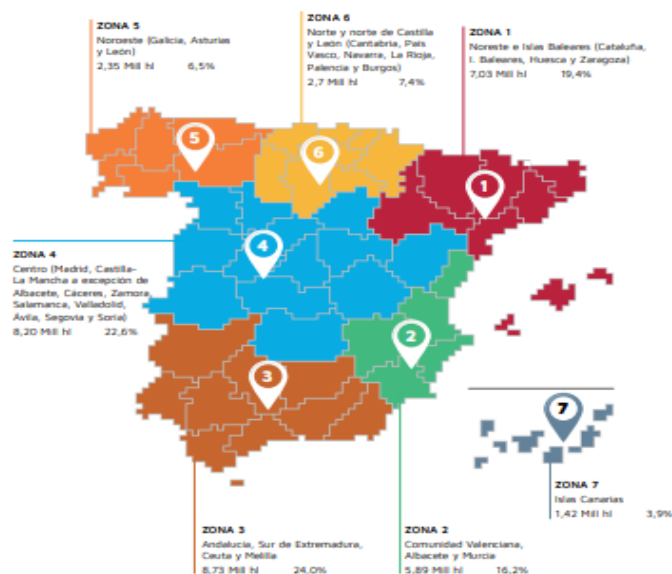 ZONA 5
Noroeste (Galicia, Asturias
y León)
2,35 Mill hl 6,5%
ZONA 6
Norte y norte de Castilla
y León (Cantabria, País
Vasco, Navarra, La Rioja,
Palencia y Burgos)
2,7 Mill hl 7,4%
ZONA 1
Noreste e Islas Baleares (Cataluña,
I. Baleares, Huesca y Zaragoza)
7,03 Mill hl 19,4%
5
6
1
4
ZONA 4
Centro (Madrid, Castilla-
La Mancha a excepción de
Albacete, Cáceres, Zamora,
Salamanca, Valladolid,
Ávila, Segovia y Soria)
8,20 Mill hl 22,6%
2
3
7
ZONA 7
Islas Canarias
1,42 Mill hl 3,9%
ZONA 3
Andalucía, Sur de Extremadura,
Ceuta y Melilla
8,73 Mill hl 24,0%
ZONA 2
Comunidad Valenciana,
Albacete y Murcia
5,89 Mill hl 16,2%